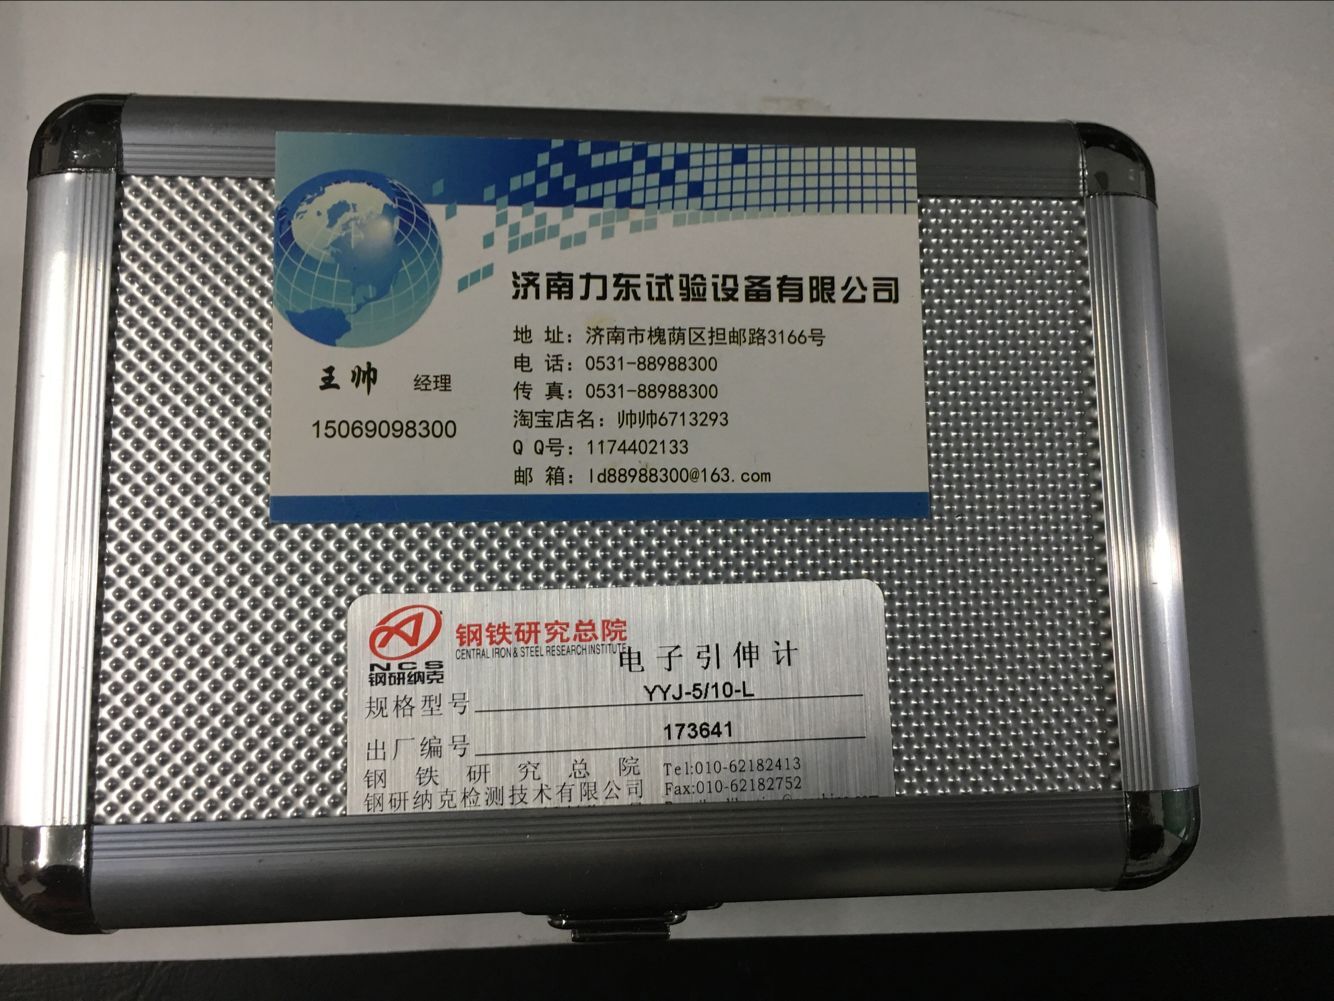 济南力东试验设备有限公司
地 址：济南市槐荫区担邮路3166号
电 话：0531-88988300
传 真：0531-88988300
淘宝店名：帅帅6713293
Q Q号：1174402133
邮 箱：ld88988300@163.com
王帅 经理
15069098300
NCS
钢研纳克
钢铁研究总院
CENTRAL IRON & STEEL RESEARCH INSTITUTE
电子引伸计
规格型号 YYJ-5/10-L
出厂编号 173641
钢铁研究总院 Tel:010-62182413
钢研纳克检测技术有限公司 Fax:010-62182752